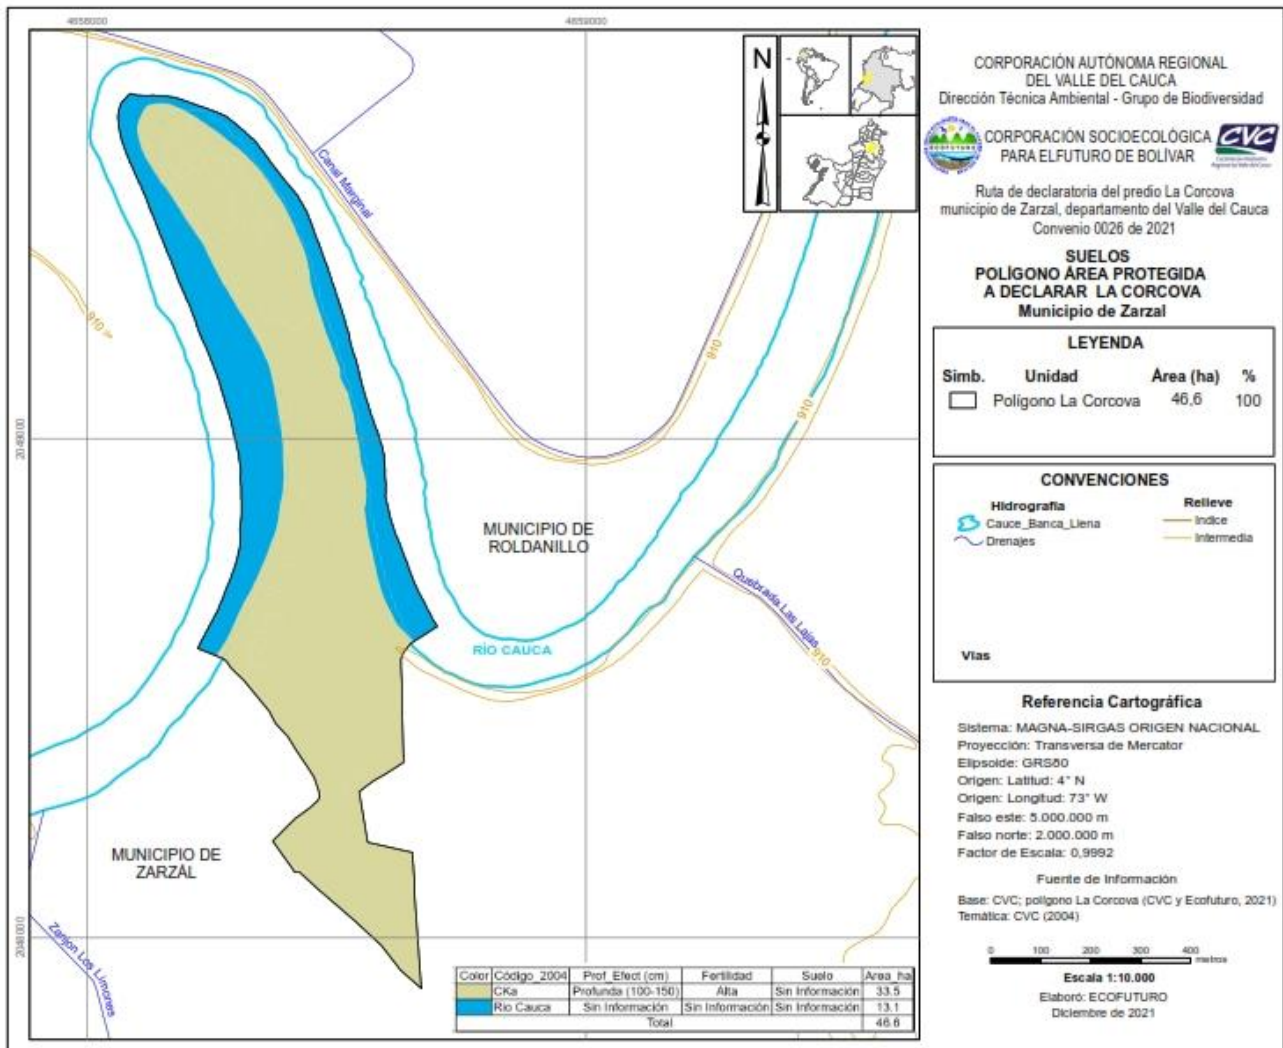 4658000
4659000
2049000
2048000
N
Canal Marginal
910
910
910
910
MUNICIPIO DE
ROLDANILLO
RÍO CAUCA
Quebrada Las Lajas
MUNICIPIO DE
ZARZÁL
Zanjon Los Limones
Color Código_2004 Prof_Efect (cm) Fertilidad Suelo Area_ha
CKa Profunda (100-150) Alta Sin Información 33.5
Rio Cauca Sin Información Sin Información Sin Información 13.1
Total 46.6
CORPORACIÓN AUTÓNOMA REGIONAL
DEL VALLE DEL CAUCA
Dirección Técnica Ambiental - Grupo de Biodiversidad
ECOFUTURO
CORPORACIÓN SOCIOECOLÓGICA
PARA ELFUTURO DE BOLÍVAR
CVC
Ruta de declaratoria del predio La Corcova
municipio de Zarzal, departamento del Valle del Cauca
Convenio 0026 de 2021
SUELOS
POLÍGONO ÁREA PROTEGIDA
A DECLARAR LA CORCOVA
Municipio de Zarzal
LEYENDA
Simb. Unidad Área (ha) %
Polígono La Corcova 46,6 100
CONVENCIONES
Hidrografía Relieve
Cauce_Banca_Llena Indice
Drenajes Intermedia
Vías
Referencia Cartográfica
Sistema: MAGNA-SIRGAS ORIGEN NACIONAL
Proyección: Transversa de Mercator
Elipsoide: GRS80
Origen: Latitud: 4° N
Origen: Longitud: 73° W
Falso este: 5.000.000 m
Falso norte: 2.000.000 m
Factor de Escala: 0,9992
Fuente de Información
Base: CVC; polígono La Corcova (CVC y Ecofuturo, 2021)
Temática: CVC (2004)
0 100 200 300 400
metros
Escala 1:10.000
Elaboró: ECOFUTURO
Diciembre de 2021